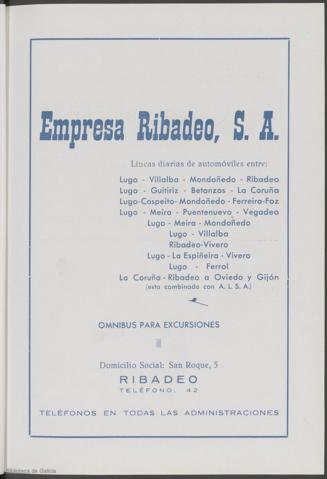 Empresa Ribadeo, S. A.
Líneas diarias de automóviles entre:
Lugo - Villalba - Mondoñedo - Ribadeo
Lugo - Guitiriz - Betanzos - La Coruña
Lugo-Cospeito-Mondoñedo-Ferreira-Foz
Lugo - Meira - Puentenuevo - Vegadeo
Lugo - Meira - Mondoñedo
Lugo - Villalba
Ribadeo-Vivero
Lugo - La Espiñeira - Vivero
Lugo - Ferrol
La Coruña - Ribadeo a Oviedo y Gijón
(esta combinada con A. L. S. A.)
OMNIBUS PARA EXCURSIONES
Domicilio Social: San Roque, 5
RIBADEO
TELÉFONO, 42
TELÉFONOS EN TODAS LAS ADMINISTRACIONES
Biblioteca de Galicia